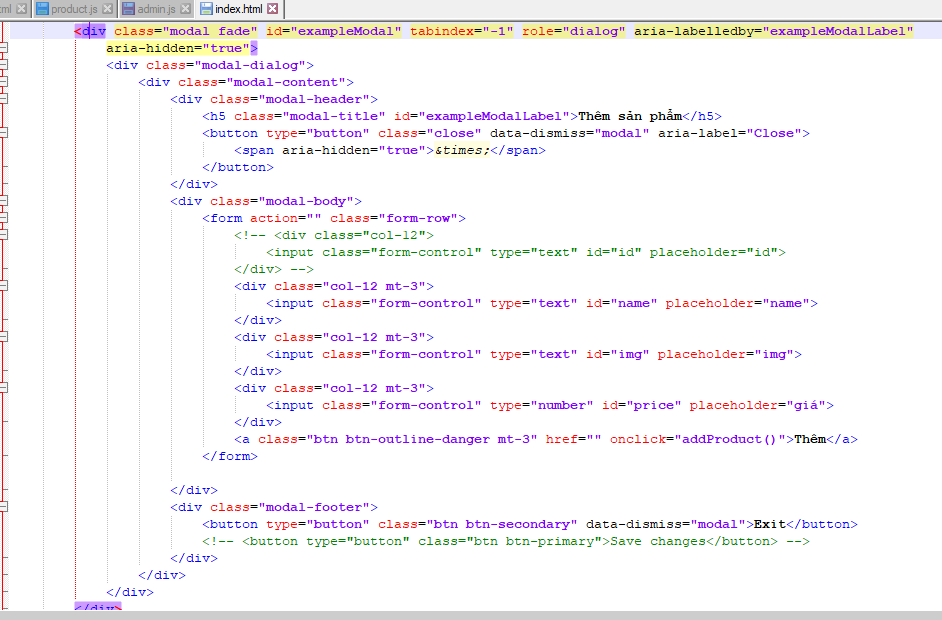 tml product.js admin.js index.html
<div class="modal fade" id="exampleModal" tabindex="-1" role="dialog" aria-labelledby="exampleModalLabel"
aria-hidden="true">
<div class="modal-dialog">
<div class="modal-content">
<div class="modal-header">
<h5 class="modal-title" id="exampleModalLabel">Thêm sản phẩm</h5>
<button type="button" class="close" data-dismiss="modal" aria-label="Close">
<span aria-hidden="true">&times;</span>
</button>
</div>
<div class="modal-body">
<form action="" class="form-row">
<!-- <div class="col-12">
<input class="form-control" type="text" id="id" placeholder="id">
</div> -->
<div class="col-12 mt-3">
<input class="form-control" type="text" id="name" placeholder="name">
</div>
<div class="col-12 mt-3">
<input class="form-control" type="text" id="img" placeholder="img">
</div>
<div class="col-12 mt-3">
<input class="form-control" type="number" id="price" placeholder="giá">
</div>
<a class="btn btn-outline-danger mt-3" href="" onclick="addProduct()">Thêm</a>
</form>
</div>
<div class="modal-footer">
<button type="button" class="btn btn-secondary" data-dismiss="modal">Exit</button>
<!-- <button type="button" class="btn btn-primary">Save changes</button> -->
</div>
</div>
</div>
</div>